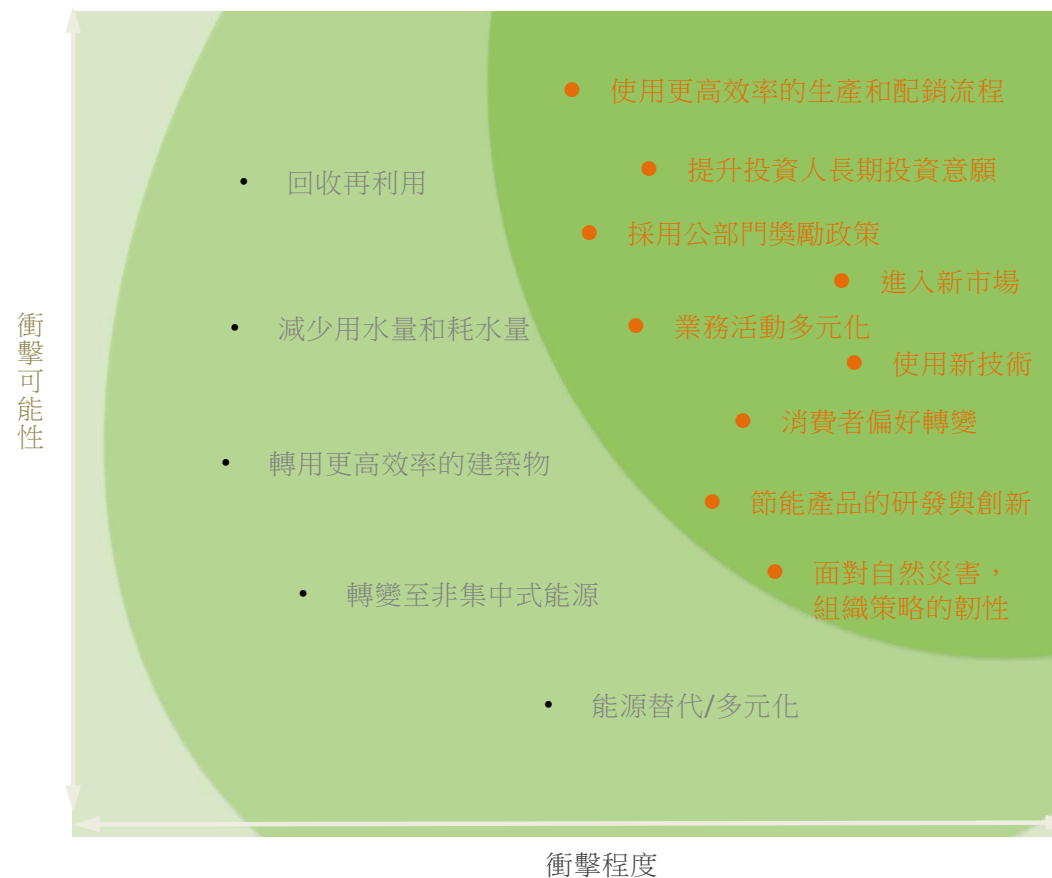 使用更高效率的生產和配銷流程
提升投資人長期投資意願
回收再利用
採用公部門獎勵政策
進入新市場
減少用水量和耗水量
業務活動多元化
使用新技術
衝擊可能性
消費者偏好轉變
轉用更高效率的建築物
節能產品的研發與創新
面對自然災害，
組織策略的韌性
轉變至非集中式能源
能源替代/多元化
衝擊程度